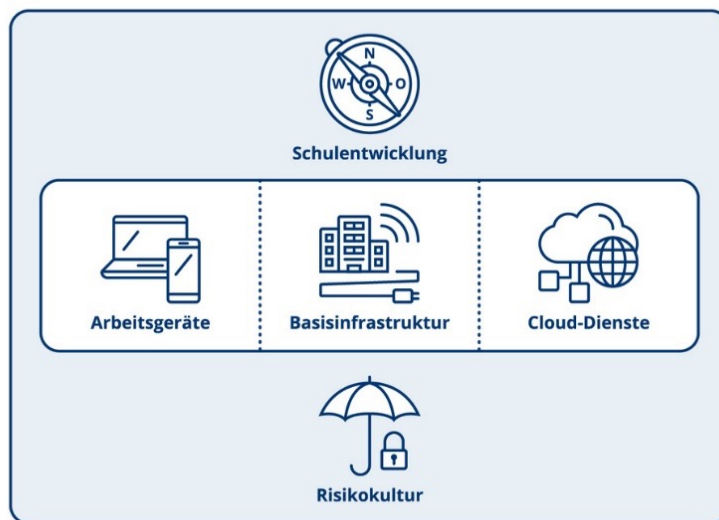 N
W O
S
Schulentwicklung
Arbeitsgeräte Basisinfrastruktur Cloud-Dienste
Risikokultur